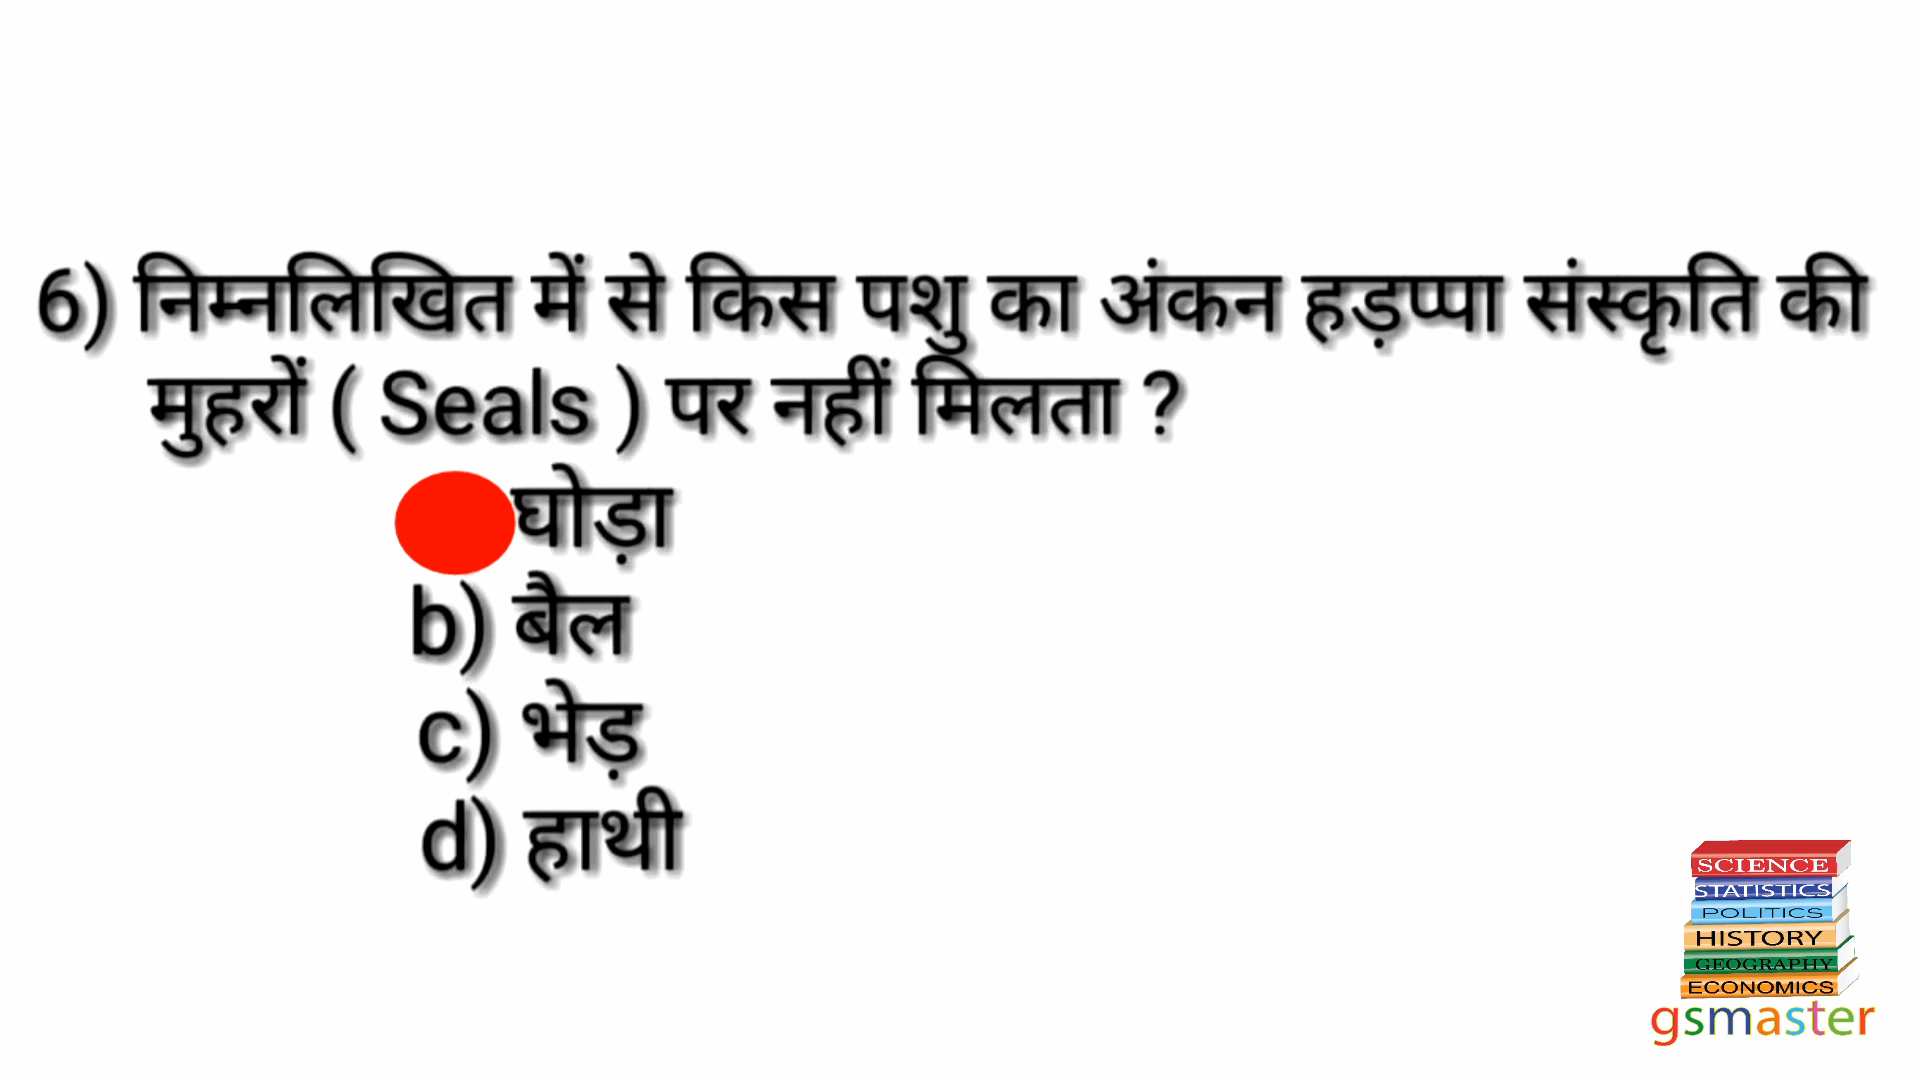 6) निम्नलिखित में से किस पशु का अंकन हड़प्पा संस्कृति की
मुहरों ( Seals ) पर नहीं मिलता ?
घोड़ा
b) बैल
c) भेड़
d) हाथी
SCIENCE
STATISTICS
POLITICS
HISTORY
GEOGRAPHY
ECONOMICS
gsmaster